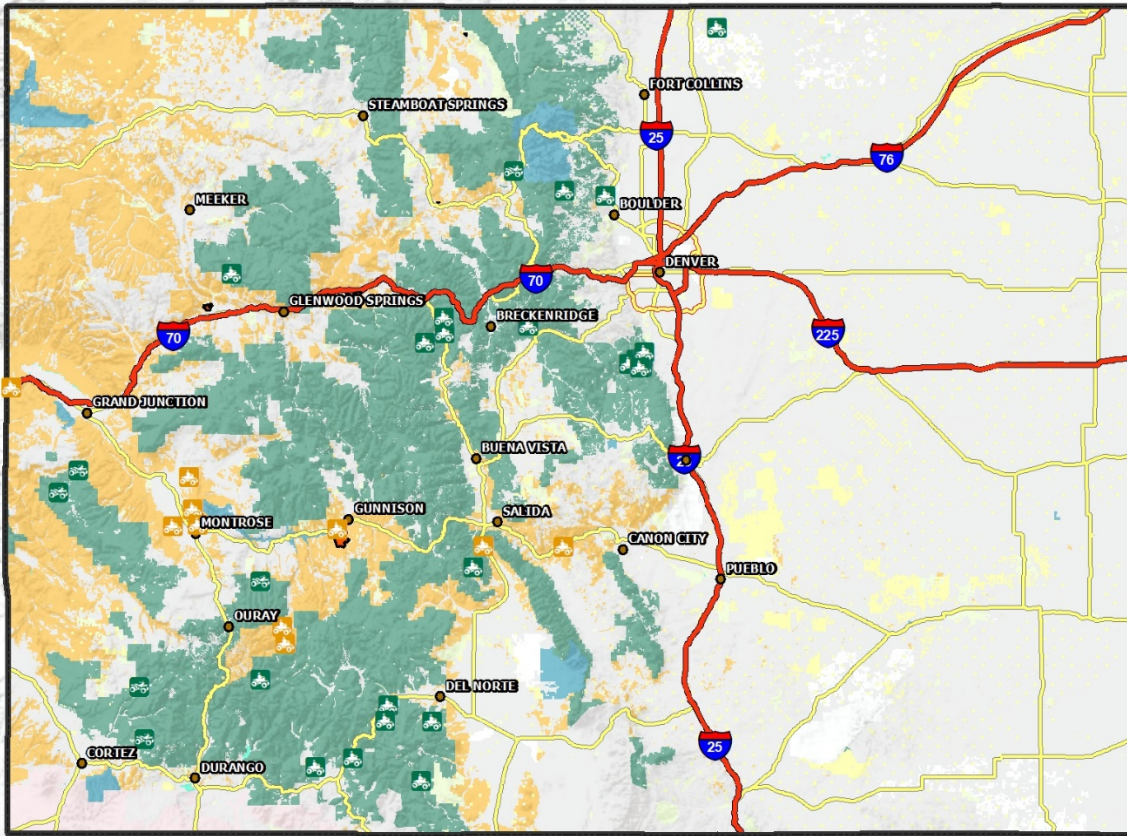 FORT COLLINS
STEAMBOAT SPRINGS
25
76
MEEKER
BOULDER
DENVER
70
GLENWOOD SPRINGS
BRECKENRIDGE
70
225
GRAND JUNCTION
BUENA VISTA
GUNNISON
SALIDA
MONTROSE
CANON CITY
PUEBLO
OURAY
DEL NORTE
25
CORTEZ
DURANGO